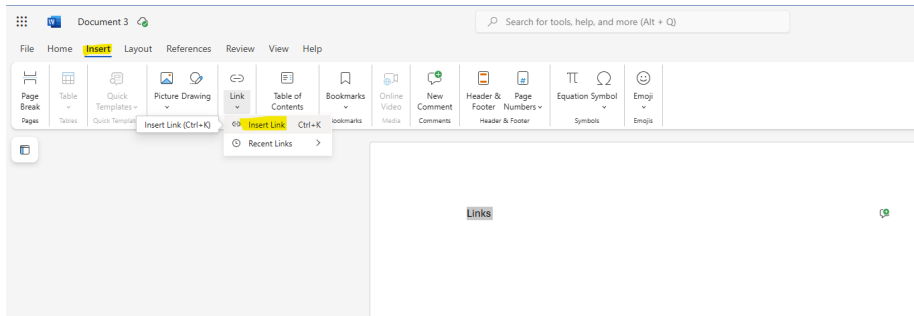 Document 3
Search for tools, help, and more (Alt + Q)
File Home Insert Layout References Review View Help
Page Break
Table
Quick Templates
Picture
Drawing
Link
Table of Contents
Bookmarks
Online Video
New Comment
Header & Footer
Page Numbers
Equation
Symbol
Emoji
Pages
Tables
Quick Templat
Insert Link (Ctrl+K)
ookmarks
Media
Comments
Header & Footer
Symbols
Emojis
Insert Link Ctrl+K
Recent Links
Links